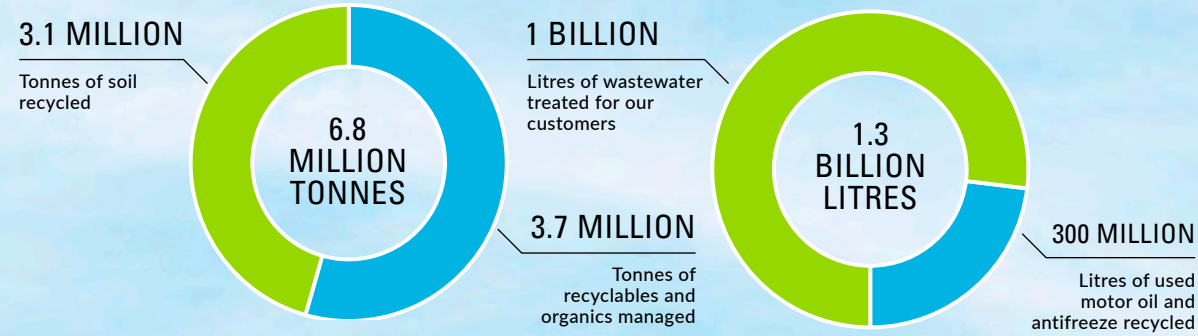 3.1 MILLION
Tonnes of soil
recycled
6.8
MILLION
TONNES
3.7 MILLION
Tonnes of
recyclables and
organics managed
1 BILLION
Litres of wastewater
treated for our
customers
1.3
BILLION
LITRES
300 MILLION
Litres of used
motor oil and
antifreeze recycled